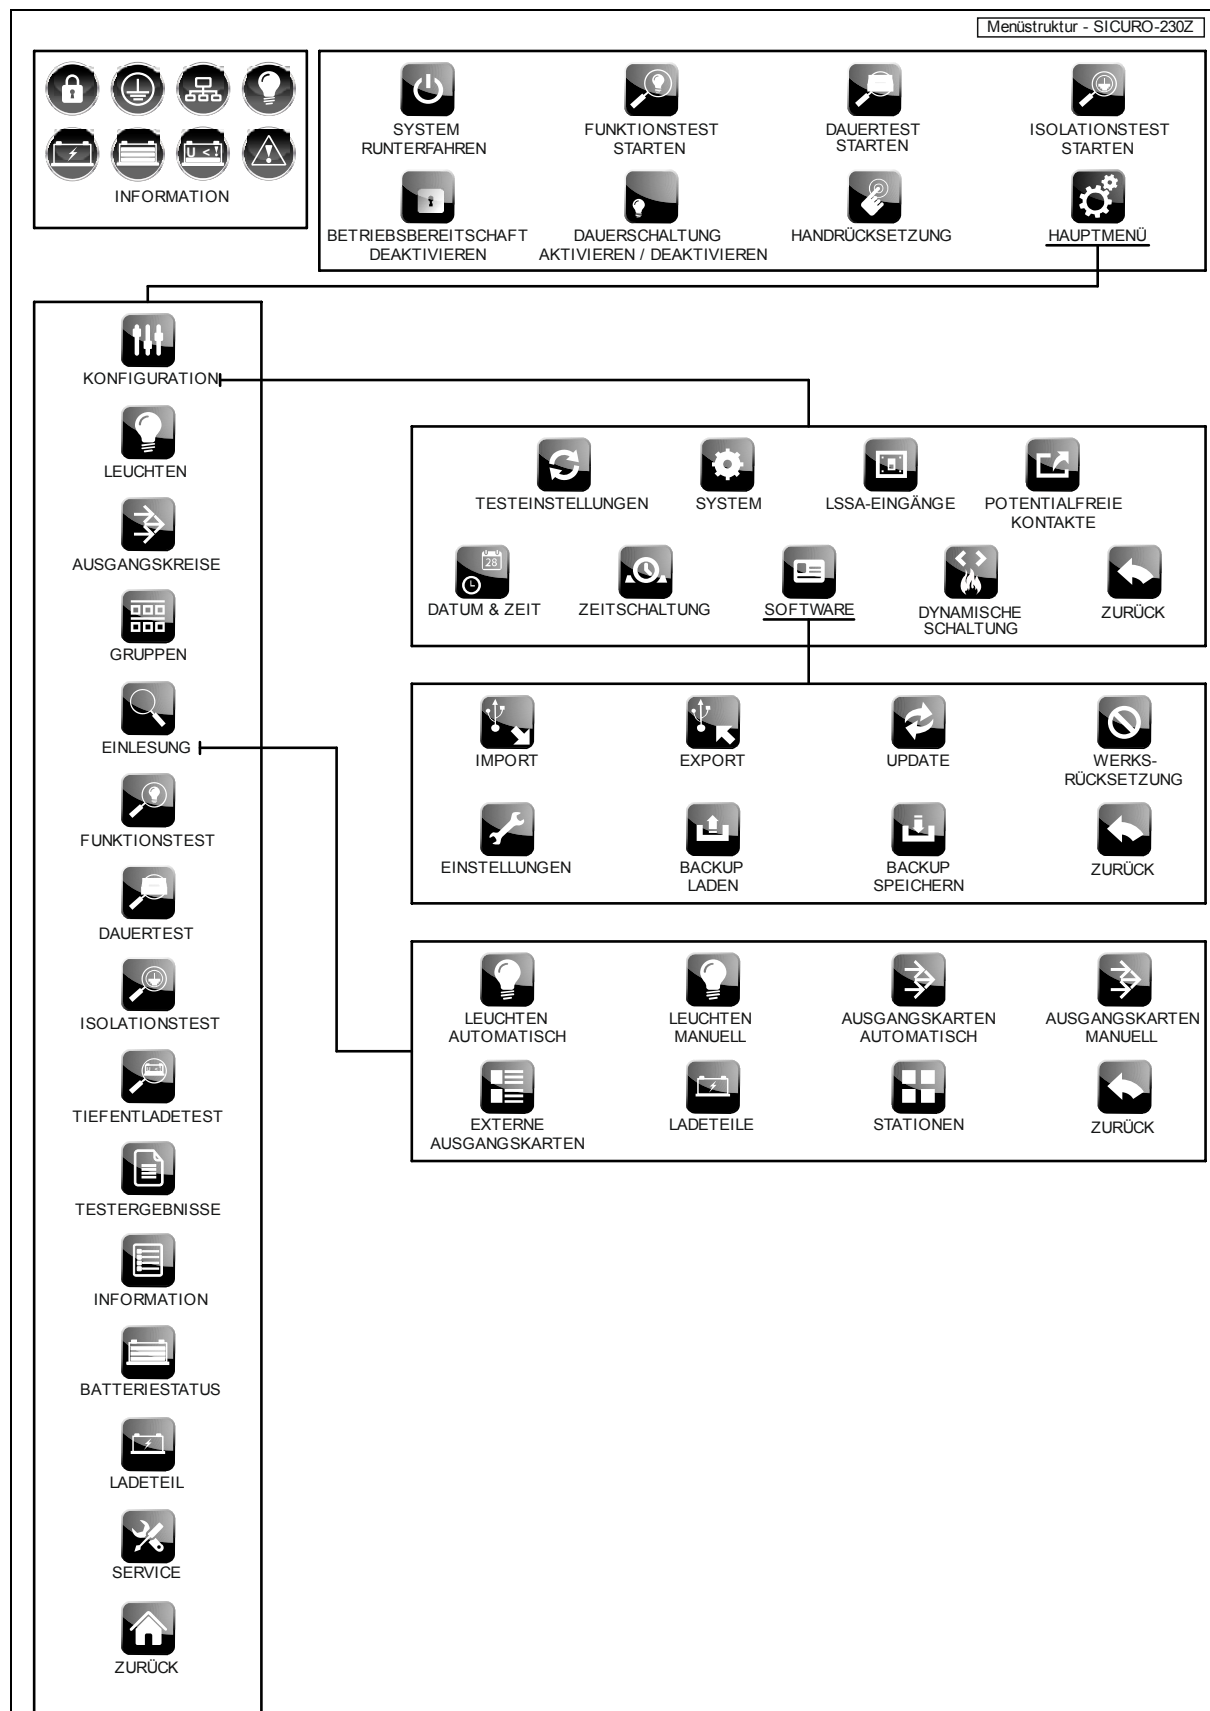 Menüstruktur - SICURO-230Z
INFORMATION
SYSTEM
RUNTERFAHREN
FUNKTIONSTEST
STARTEN
DAUERTEST
STARTEN
ISOLATIONSTEST
STARTEN
BETRIEBSBEREITSCHAFT
DEAKTIVIEREN
DAUERSCHALTUNG
AKTIVIEREN / DEAKTIVIEREN
HANDRÜCKSETZUNG
HAUPTMENÜ
U < !
KONFIGURATION
LEUCHTEN
AUSGANGSKREISE
GRUPPEN
EINLESUNG
FUNKTIONSTEST
DAUERTEST
ISOLATIONSTEST
TIEFENTLADETEST
TESTERGEBNISSE
INFORMATION
BATTERIESTATUS
LADETEIL
SERVICE
ZURÜCK
TESTEINSTELLUNGEN
SYSTEM
LSSA-EINGÄNGE
POTENTIALFREIE
KONTAKTE
28
DATUM & ZEIT
ZEITSCHALTUNG
SOFTWARE
DYNAMISCHE
SCHALTUNG
ZURÜCK
IMPORT
EXPORT
UPDATE
WERKS-
RÜCKSETZUNG
EINSTELLUNGEN
BACKUP
LADEN
BACKUP
SPEICHERN
ZURÜCK
LEUCHTEN
AUTOMATISCH
LEUCHTEN
MANUELL
AUSGANGSKARTEN
AUTOMATISCH
AUSGANGSKARTEN
MANUELL
EXTERNE
AUSGANGSKARTEN
LADETEILE
STATIONEN
ZURÜCK